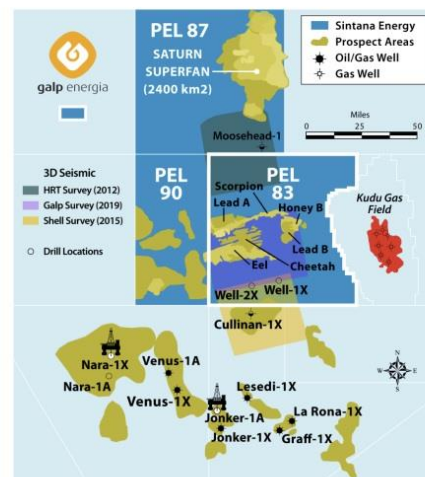 PEL 87
SATURN
SUPERFAN
(2400 km2)
galp energia
Sintana Energy
Prospect Areas
Oil/Gas Well
Gas Well
Miles
0
25
50
Moosehead-1
3D Seismic
HRT Survey (2012)
Galp Survey (2019)
Shell Survey (2015)
Drill Locations
PEL
90
PEL
83
Scorpion
Lead A
Honey B
Lead B
Cheetah
Eel
Well-1X
Well-2X
Kudu Gas
Field
Cullinan-1X
Nara-1X
Nara-1A
Venus-1A
Venus-1X
Lesedi-1X
La Rona-1X
Jonker-1A
Jonker-1X
Graff-1X
N
W
E
S